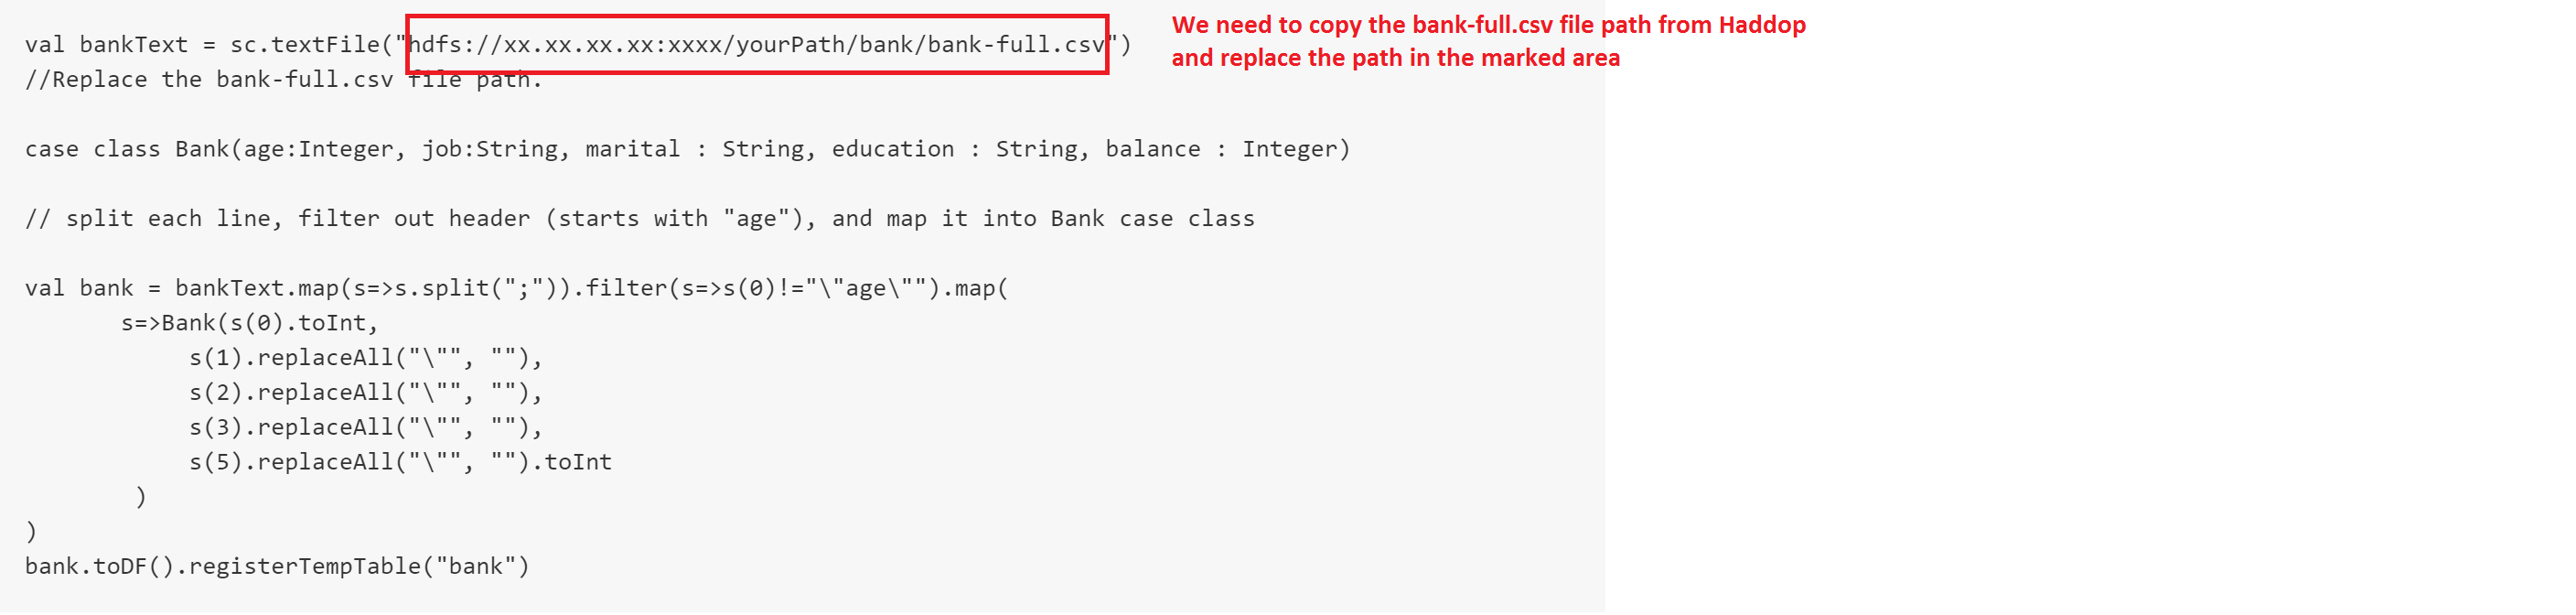 val bankText = sc.textFile("hdfs://xx.xx.xx.xx:xxxx/yourPath/bank/bank-full.csv")
We need to copy the bank-full.csv file path from Haddop
and replace the path in the marked area
//Replace the bank-full.csv file path.
case class Bank(age:Integer, job:String, marital : String, education : String, balance : Integer)
// split each line, filter out header (starts with "age"), and map it into Bank case class
val bank = bankText.map(s=>s.split(";")).filter(s=>s(0)!="\"age\"").map(
s=>Bank(s(0).toInt,
s(1).replaceAll("\"", ""),
s(2).replaceAll("\"", ""),
s(3).replaceAll("\"", ""),
s(5).replaceAll("\"", "").toInt
)
)
bank.toDF().registerTempTable("bank")